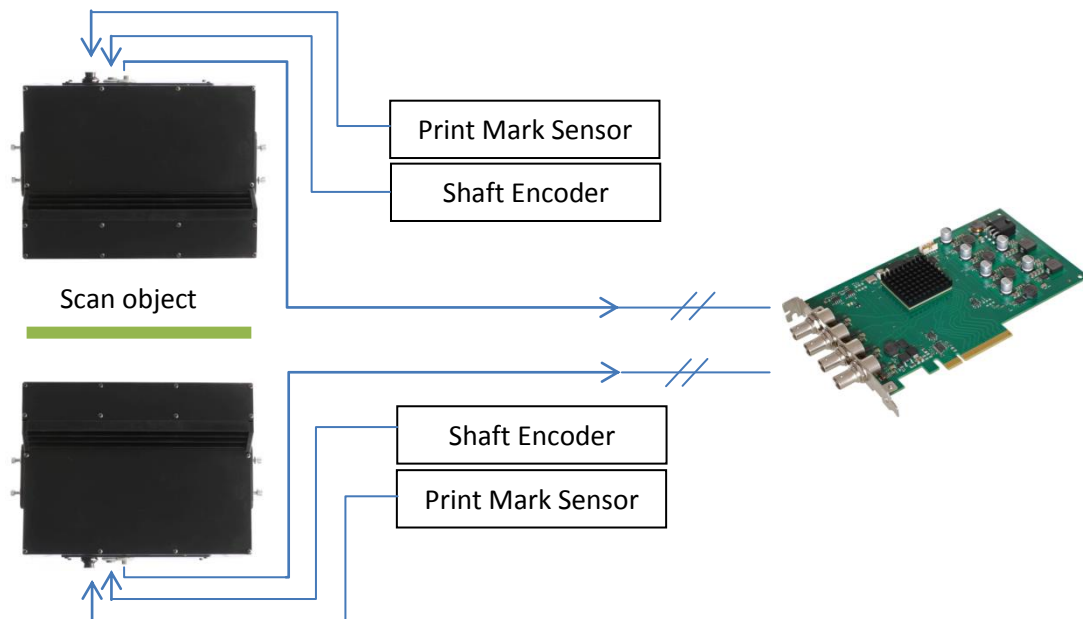 Print Mark Sensor
Shaft Encoder
Scan object
Shaft Encoder
Print Mark Sensor